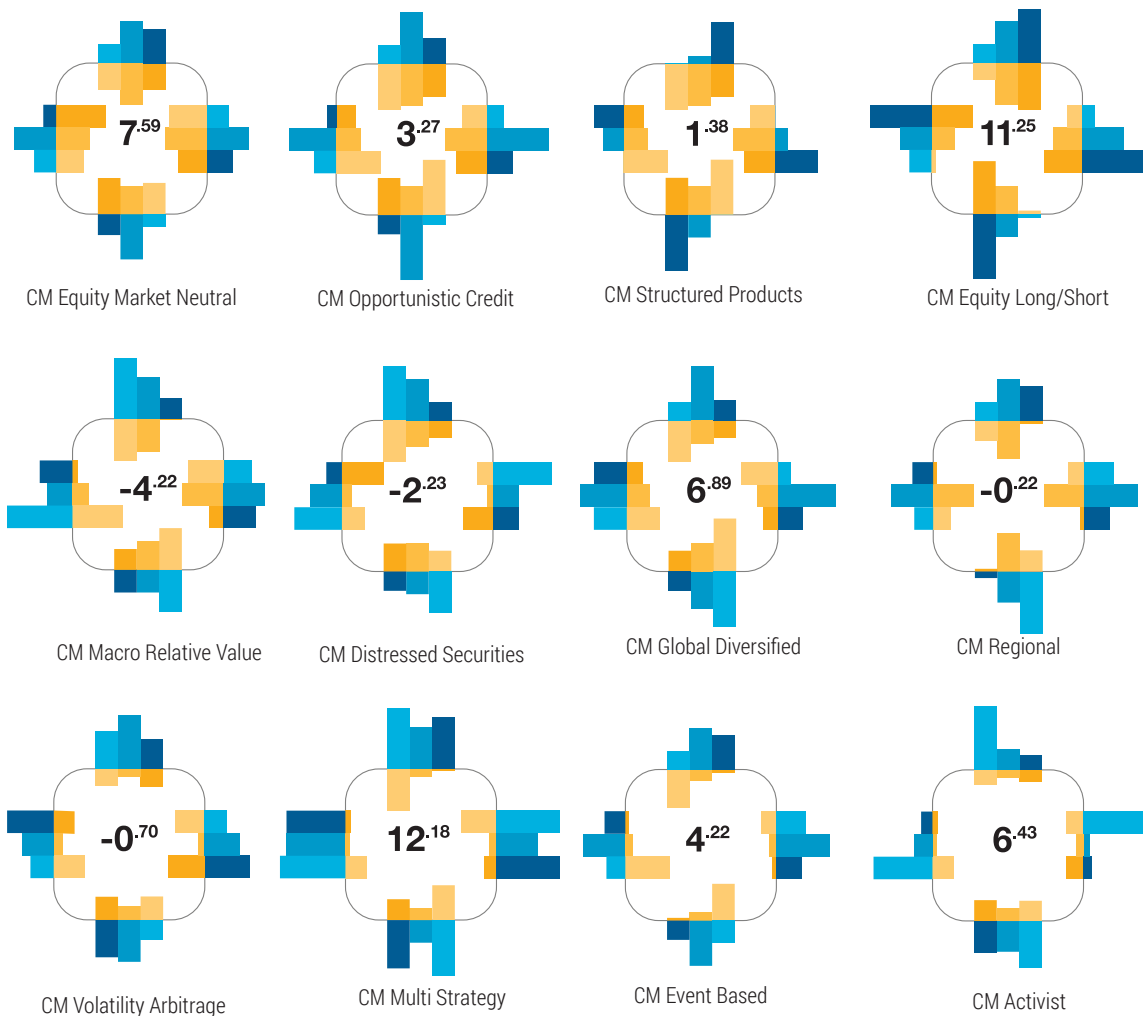 7.59
3.27
1.38
11.25
CM Equity Market Neutral
CM Opportunistic Credit
CM Structured Products
CM Equity Long/Short
-4.22
-2.23
6.89
-0.22
CM Macro Relative Value
CM Distressed Securities
CM Global Diversified
CM Regional
-0.70
12.18
4.22
6.43
CM Volatility Arbitrage
CM Multi Strategy
CM Event Based
CM Activist